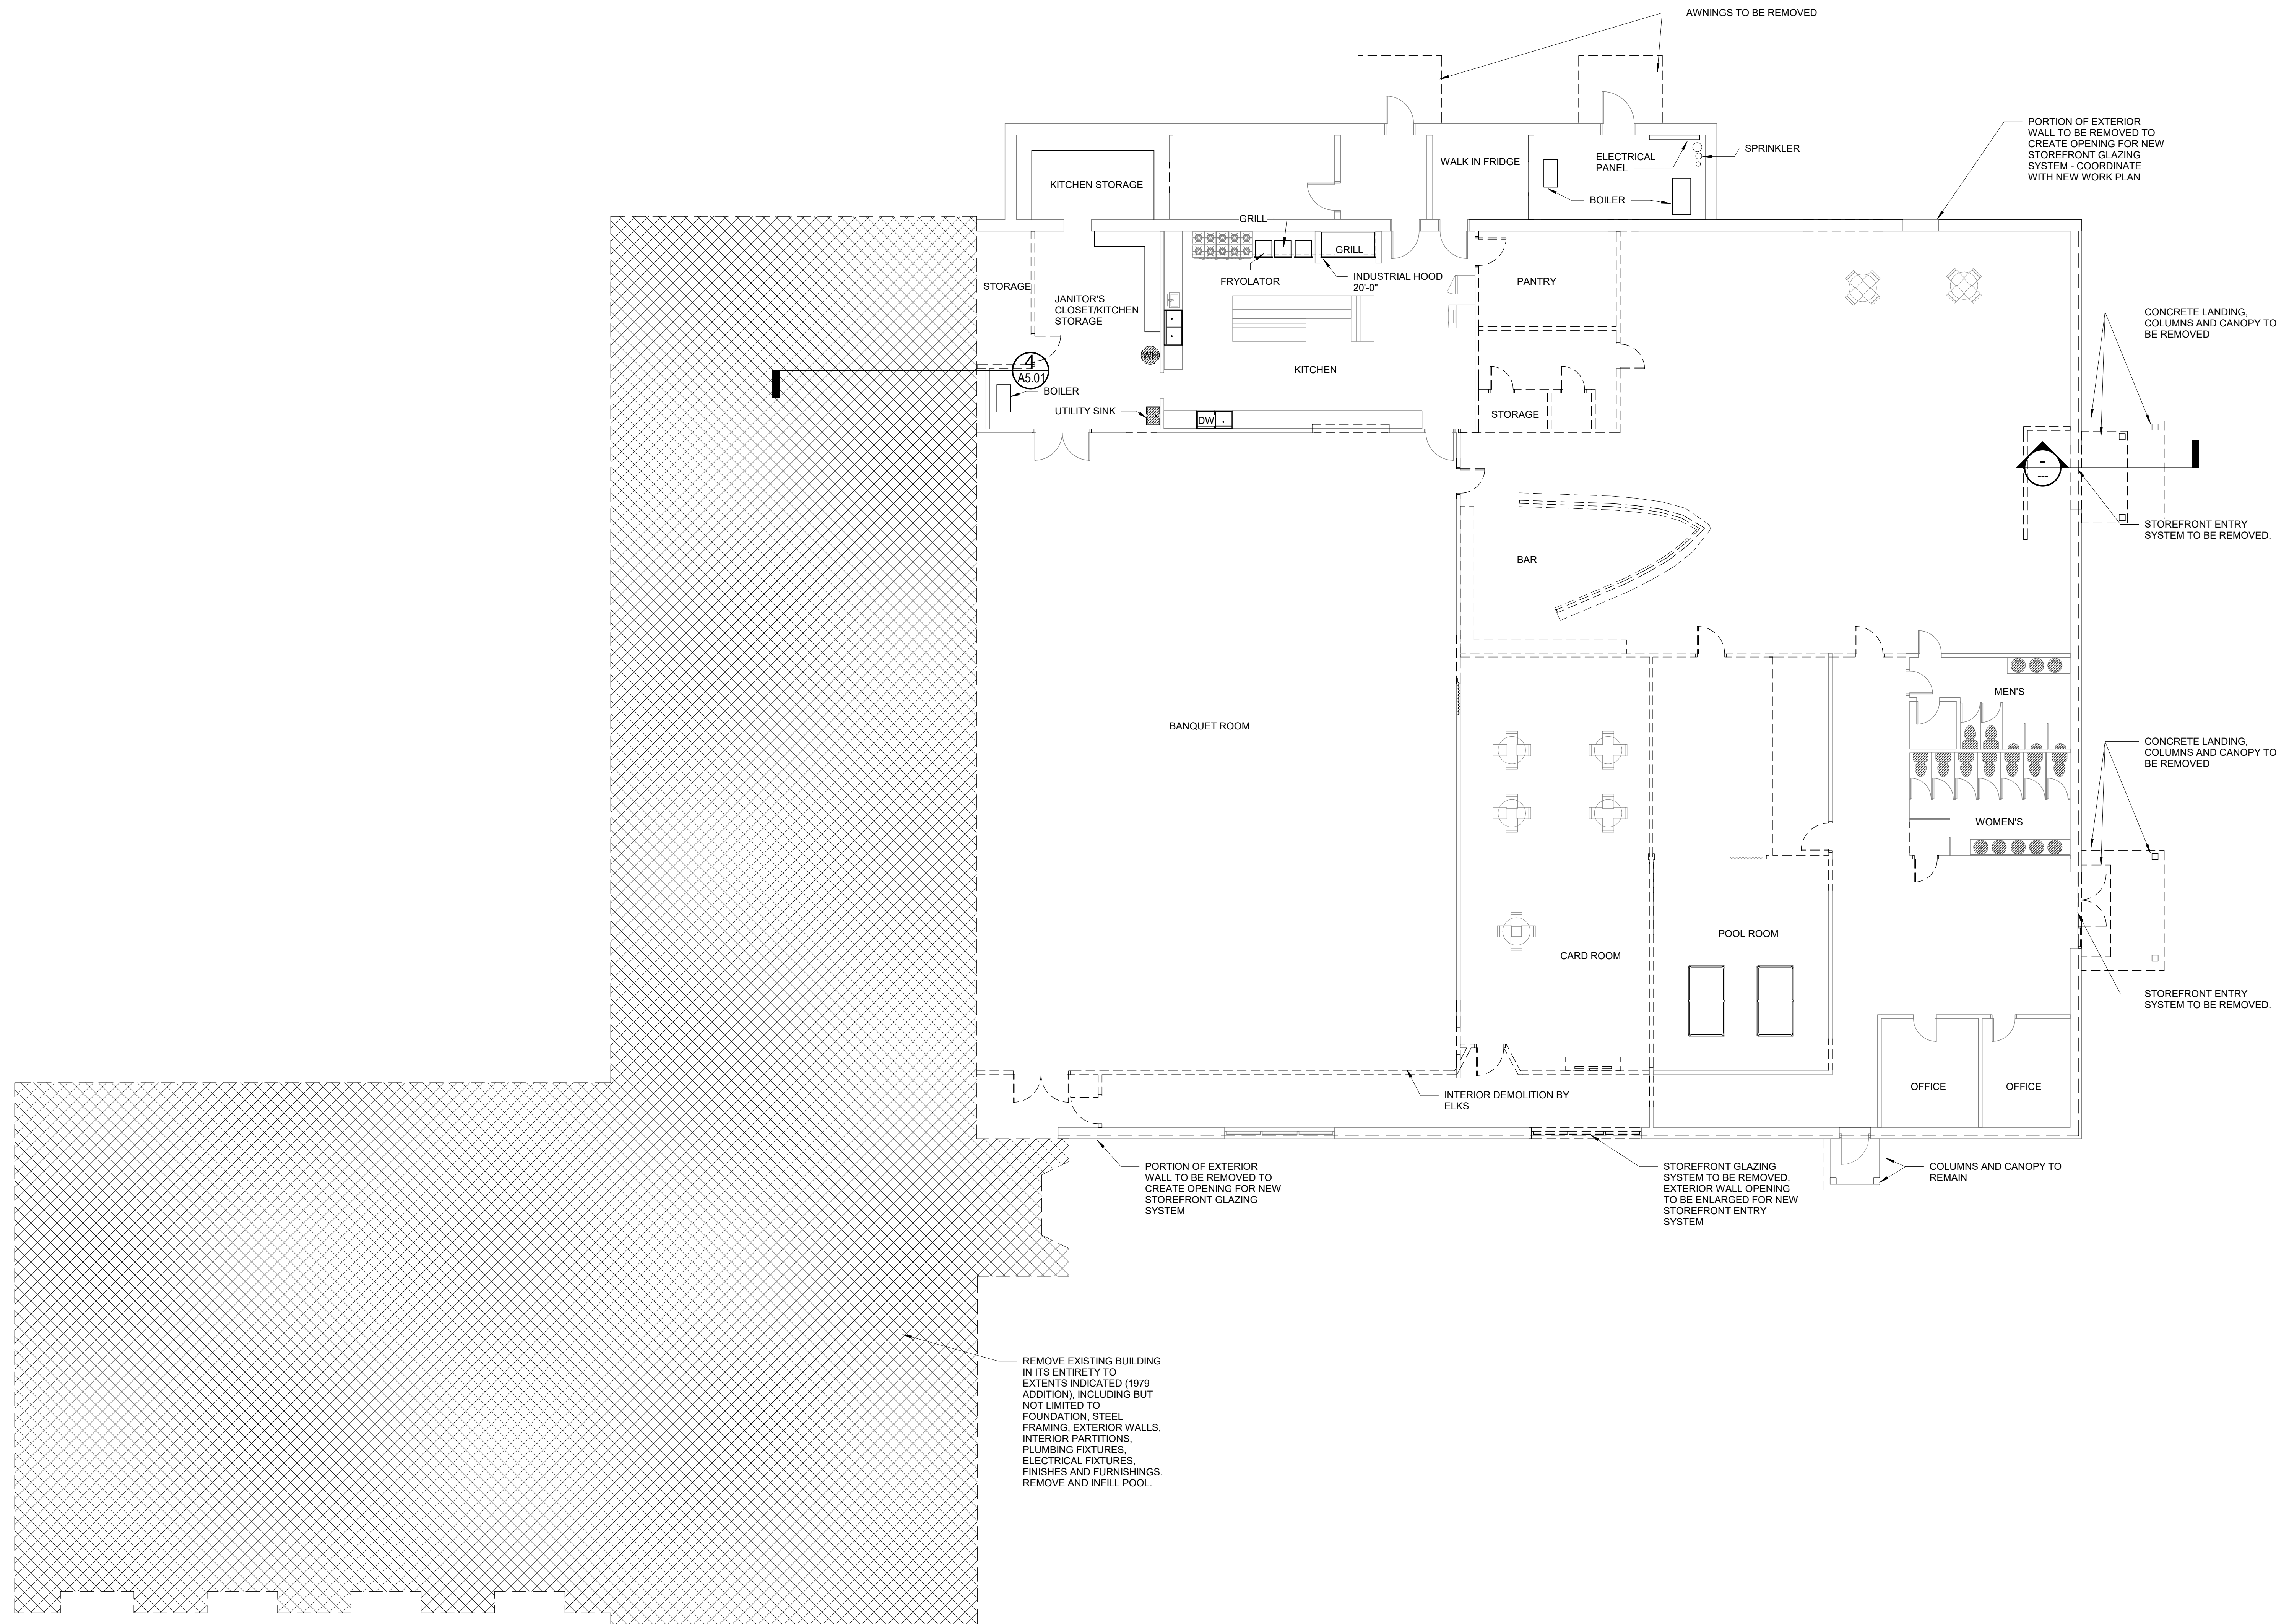 AWNINGS TO BE REMOVED
PORTION OF EXTERIOR
WALL TO BE REMOVED TO
CREATE OPENING FOR NEW
STOREFRONT GLAZING
SYSTEM - COORDINATE
WITH NEW WORK PLAN
SPRINKLER
ELECTRICAL
PANEL
WALK IN FRIDGE
KITCHEN STORAGE
BOILER
GRILL
GRILL
FRYOLATOR
INDUSTRIAL HOOD
20'-0"
PANTRY
STORAGE
JANITOR'S
CLOSET/KITCHEN
STORAGE
CONCRETE LANDING,
COLUMNS AND CANOPY TO
BE REMOVED
WH
4
A5.01
KITCHEN
BOILER
UTILITY SINK
DW
STORAGE
-
---
STOREFRONT ENTRY
SYSTEM TO BE REMOVED.
BAR
MEN'S
BANQUET ROOM
CONCRETE LANDING,
COLUMNS AND CANOPY TO
BE REMOVED
WOMEN'S
POOL ROOM
CARD ROOM
STOREFRONT ENTRY
SYSTEM TO BE REMOVED.
OFFICE
OFFICE
INTERIOR DEMOLITION BY
ELKS
PORTION OF EXTERIOR
WALL TO BE REMOVED TO
CREATE OPENING FOR NEW
STOREFRONT GLAZING
SYSTEM
STOREFRONT GLAZING
SYSTEM TO BE REMOVED.
EXTERIOR WALL OPENING
TO BE ENLARGED FOR NEW
STOREFRONT ENTRY
SYSTEM
COLUMNS AND CANOPY TO
REMAIN
REMOVE EXISTING BUILDING
IN ITS ENTIRETY TO
EXTENTS INDICATED (1979
ADDITION), INCLUDING BUT
NOT LIMITED TO
FOUNDATION, STEEL
FRAMING, EXTERIOR WALLS,
INTERIOR PARTITIONS,
PLUMBING FIXTURES,
ELECTRICAL FIXTURES,
FINISHES AND FURNISHINGS.
REMOVE AND INFILL POOL.